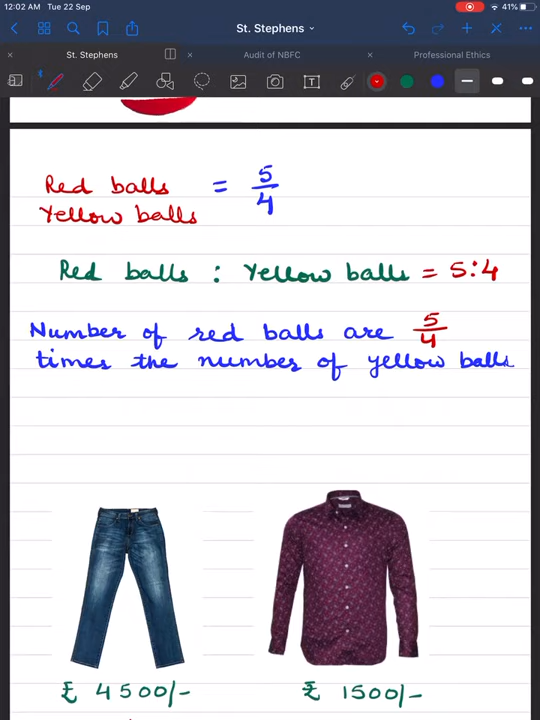 12:02 AM Tue 22 Sep
41%
St. Stephens
St. Stephens
Audit of NBFC
Professional Ethics
Red balls = 5/4
Yellow balls
Red balls : Yellow balls = 5:4
Number of red balls are 5/4
times the number of yellow balls
₹ 4500/- ₹ 1500/-